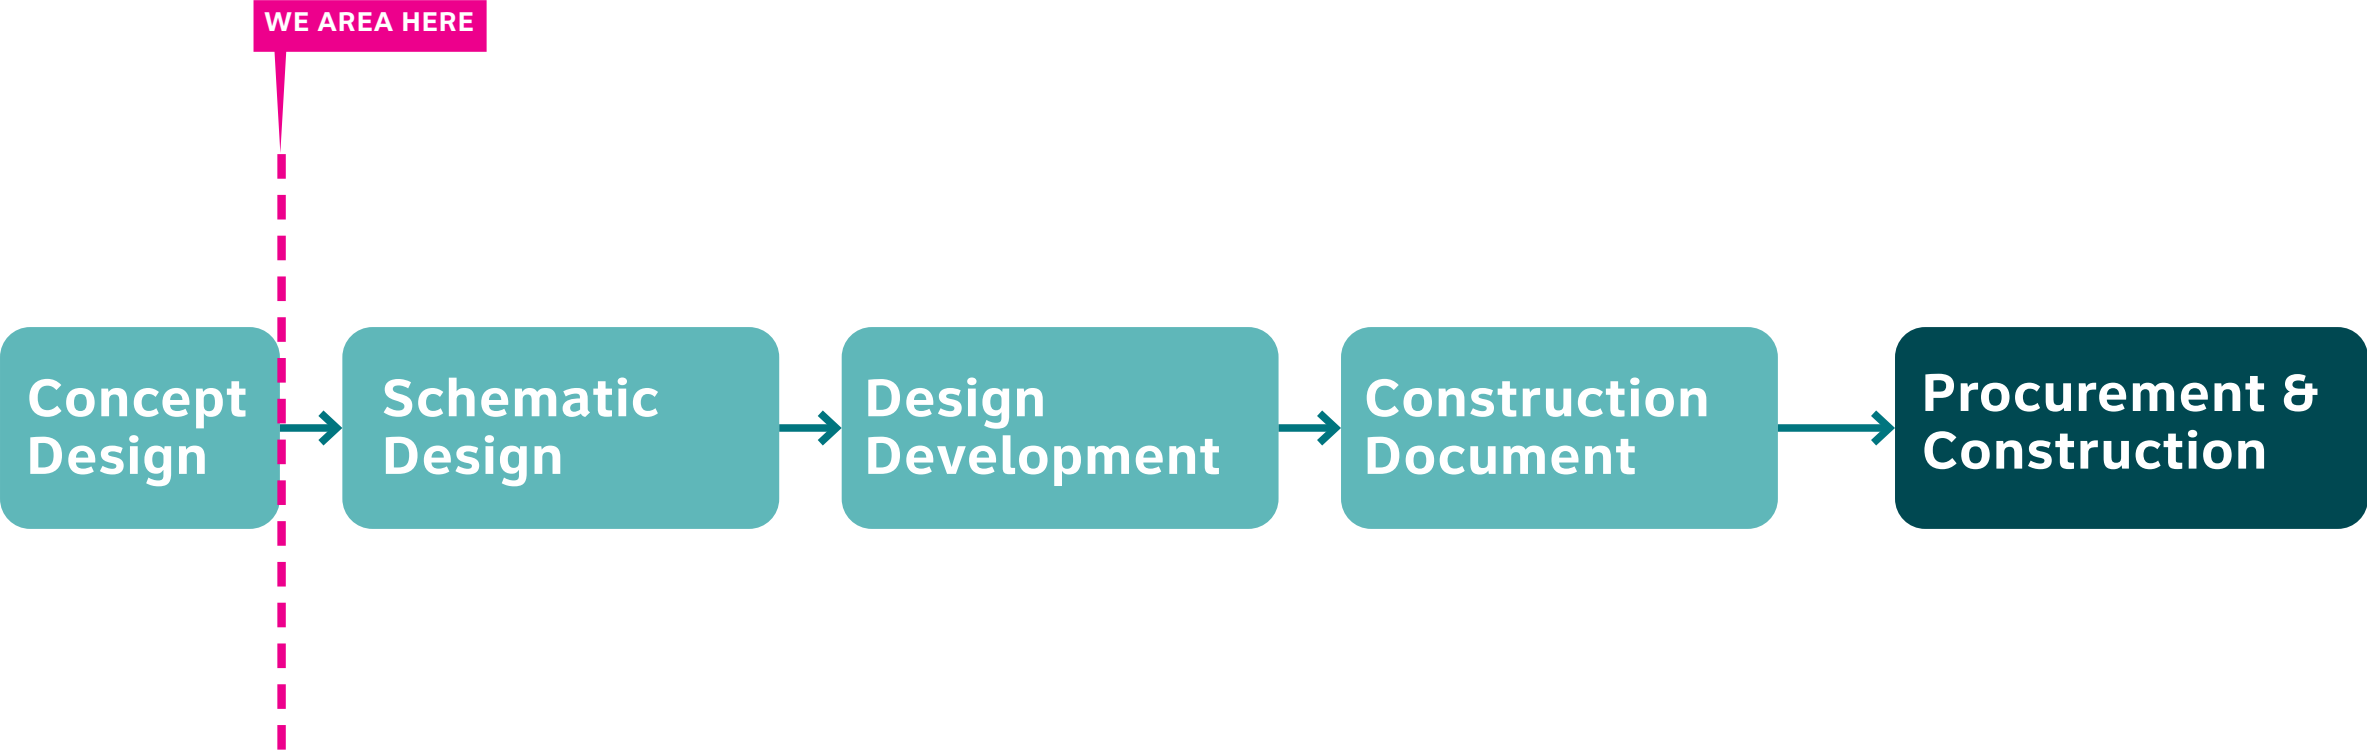 WE AREA HERE
Concept
Design
Schematic
Design
Design
Development
Construction
Document
Procurement &
Construction